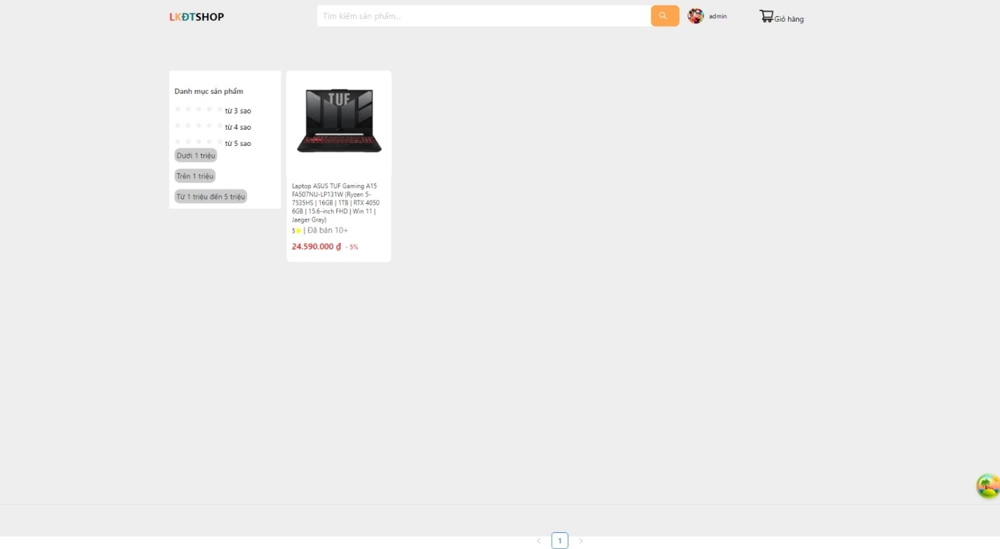 LKĐTSHOP
Tìm kiếm sản phẩm...
admin
Giỏ hàng
Danh mục sản phẩm
từ 3 sao
từ 4 sao
từ 5 sao
Dưới 1 triệu
Trên 1 triệu
Từ 1 triệu đến 5 triệu
TUF
Laptop ASUS TUF Gaming A15
FA507NU-LP131W (Ryzen 5-
7535HS | 16GB | 1TB | RTX 4050
6GB | 15.6-inch FHD | Win 11 |
Jaeger Gray)
5 | Đã bán 10+
24.590.000 ₫ - 5%
1